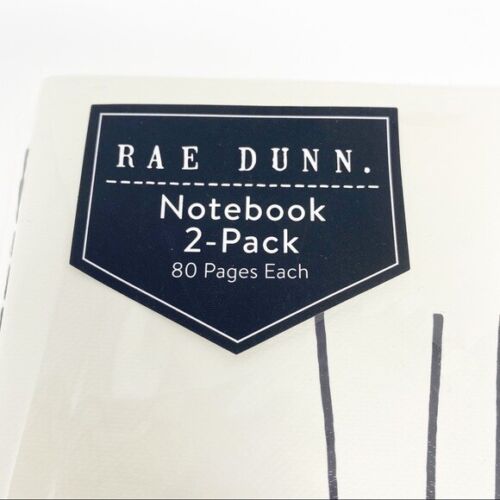 RAE DUNN.
Notebook
2-Pack
80 Pages Each